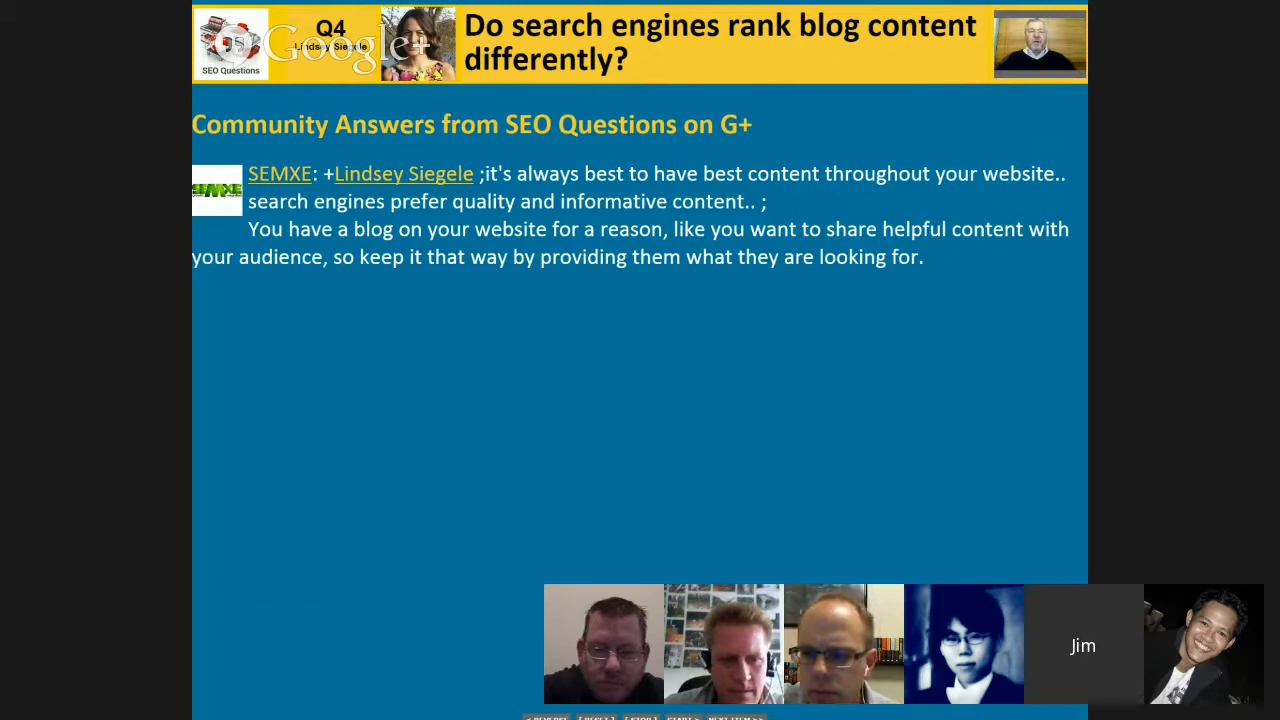 Q4
Lindsey Siegele
Google+
SEO Questions
Do search engines rank blog content
differently?
Community Answers from SEO Questions on G+
SEMXE
SEMXE: +Lindsey Siegele ;it's always best to have best content throughout your website..
search engines prefer quality and informative content.. ;
You have a blog on your website for a reason, like you want to share helpful content with
your audience, so keep it that way by providing them what they are looking for.
Jim